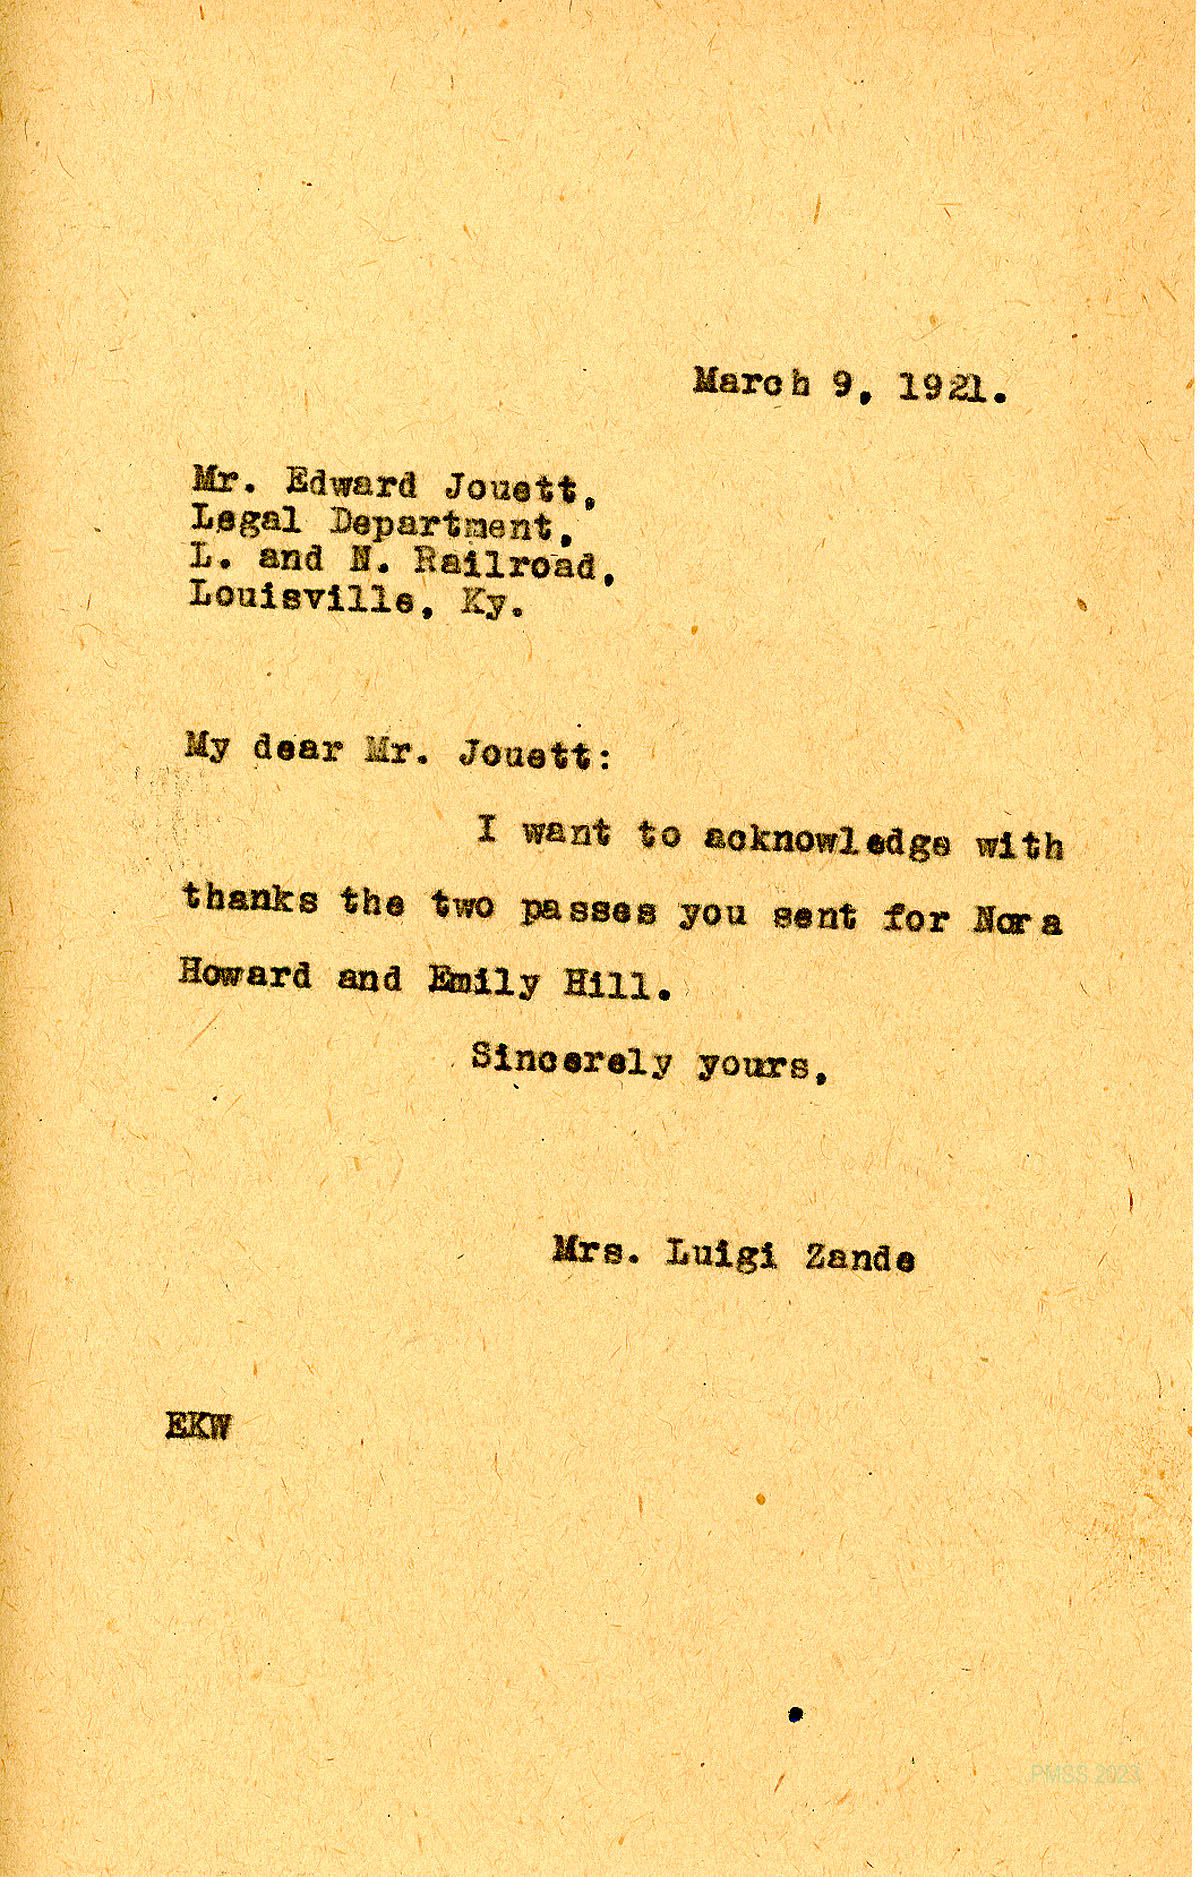 March 9, 1921.
Mr. Edward Jouett,
Legal Department,
L. and N. Railroad,
Louisville, Ky.
My dear Mr. Jouett:
I want to acknowledge with
thanks the two passes you sent for Nora
Howard and Emily Hill.
Sincerely yours,
Mrs. Luigi Zande
EKW
PMSS 2023